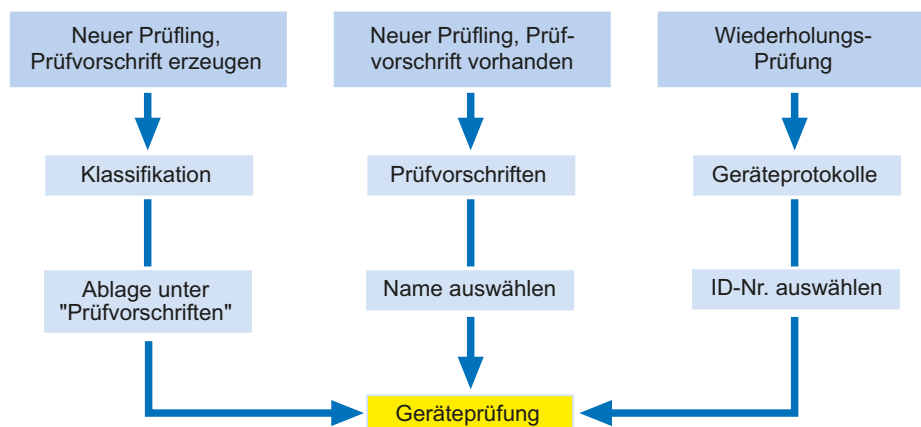 Neuer Prüfling,
Prüfvorschrift erzeugen
Neuer Prüfling, Prüf-
vorschrift vorhanden
Wiederholungs-
Prüfung
Klassifikation
Prüfvorschriften
Geräteprotokolle
Ablage unter
"Prüfvorschriften"
Name auswählen
ID-Nr. auswählen
Geräteprüfung